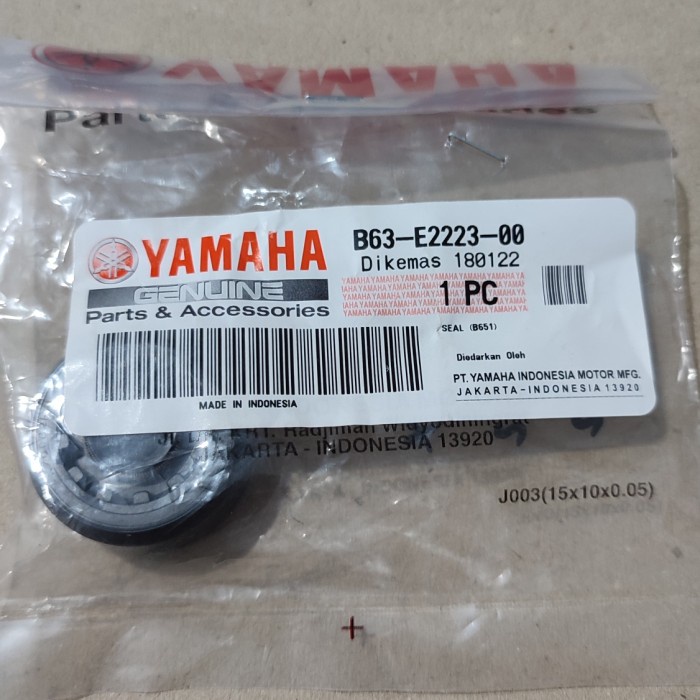 YAMAHA
Parts
YAMAHA
GENUINE
Parts & Accessories
MADE IN INDONESIA
B63-E2223-00
Dikemas 180122
1 PC
SEAL (B651)
Diedarkan Oleh
PT. YAMAHA INDONESIA MOTOR MFG.
JAKARTA-INDONESIA 13920
JAKARTA - INDONESIA 13920
J003(15x10x0.05)